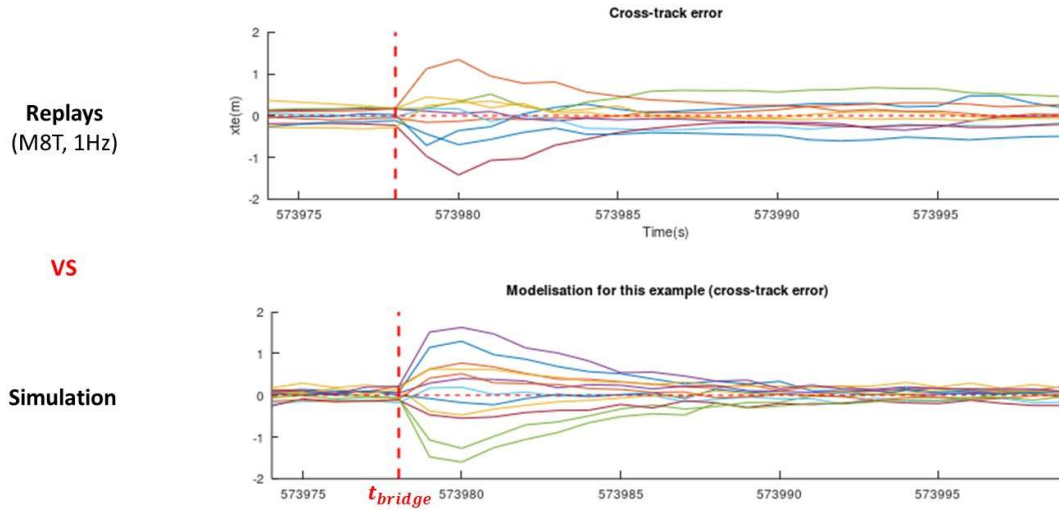 Cross-track error
Replays
(M8T, 1Hz)
xte(m)
2
1
0
-1
-2
573975
573980
573985
573990
573995
Time(s)
VS
Modelisation for this example (cross-track error)
Simulation
2
1
0
-1
-2
573975
t_bridge
573980
573985
573990
573995